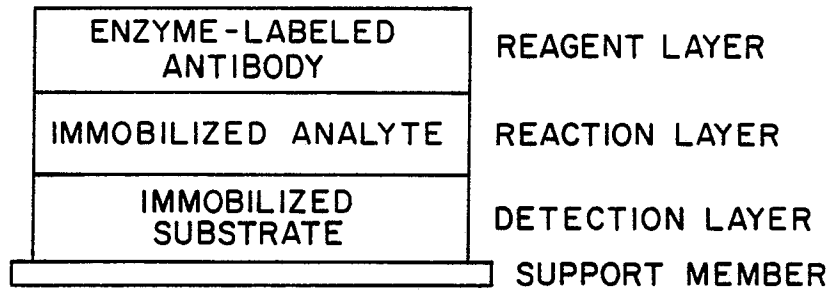 ENZYME-LABELED
ANTIBODY
REAGENT LAYER
IMMOBILIZED ANALYTE
REACTION LAYER
IMMOBILIZED
SUBSTRATE
DETECTION LAYER
SUPPORT MEMBER